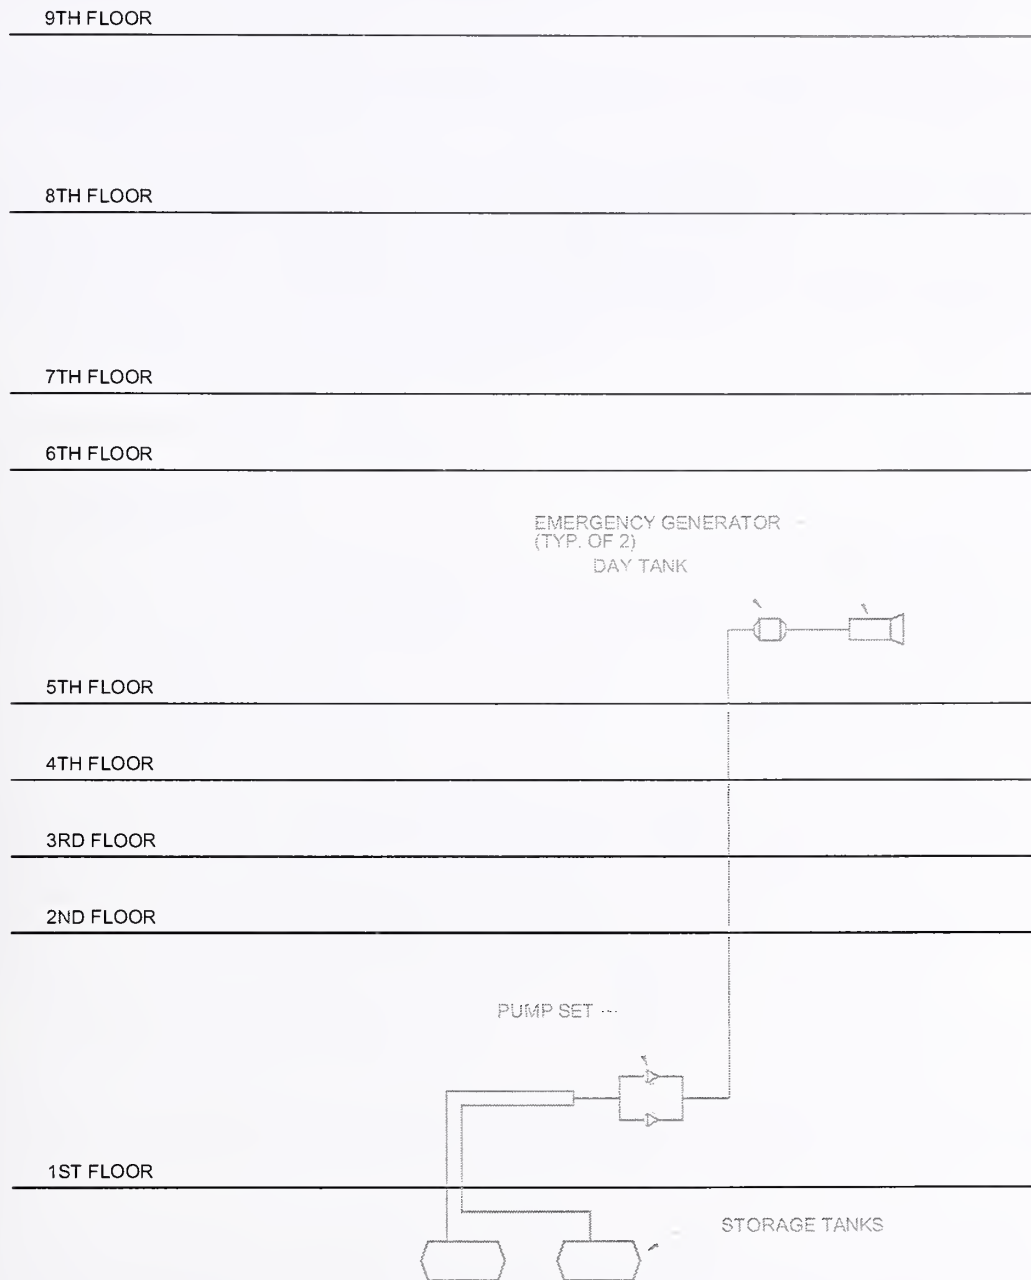 9TH FLOOR
8TH FLOOR
7TH FLOOR
6TH FLOOR
EMERGENCY GENERATOR
(TYP. OF 2)
DAY TANK
5TH FLOOR
4TH FLOOR
3RD FLOOR
2ND FLOOR
PUMP SET
1ST FLOOR
STORAGE TANKS